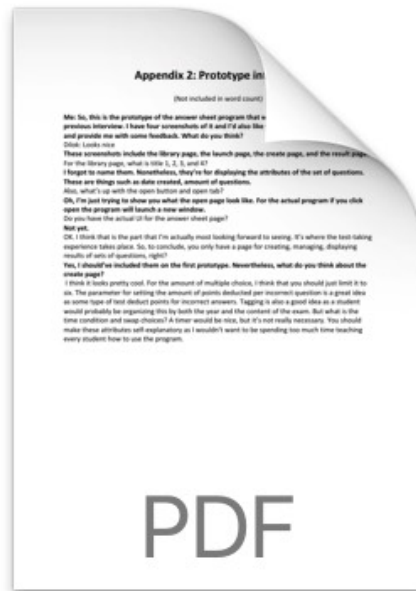 Appendix 2: Prototype in
(Not included in word count)
Me: So, this is the prototype of the answer sheet program that w
previous interview. I have four screenshots of it and I'd also like
and provide me with some feedback. What do you think?
Dilok: Looks nice
These screenshots include the library page, the launch page, the create page, and the result page.
For the library page, what is title 1, 2, 3, and 4?
I forgot to name them. Nonetheless, they're for displaying the attributes of the set of questions.
These are things such as date created, amount of questions.
Also, what's up with the open button and open tab?
Oh, I'm just trying to show you what the open page look like. For the actual program if you click
open the program will launch a new window.
Do you have the actual UI for the answer sheet page?
Not yet.
OK. I think that is the part that I'm actually most looking forward to seeing. It's where the test-taking
experience takes place. So, to conclude, you only have a page for creating, managing, displaying
results of sets of questions, right?
Yes, I should've included them on the first prototype. Nevertheless, what do you think about the
create page?
I think it looks pretty cool. For the amount of multiple choice, I think that you should just limit it to
six. The parameter for setting the amount of points deducted per incorrect question is a great idea
as some type of test deduct points for incorrect answers. Tagging is also a good idea as a student
would probably be organizing this by both the year and the content of the exam. But what is the
time condition and swap choices? A timer would be nice, but it's not really necessary. You should
make these attributes self-explanatory as I wouldn't want to be spending too much time teaching
every student how to use the program.
PDF